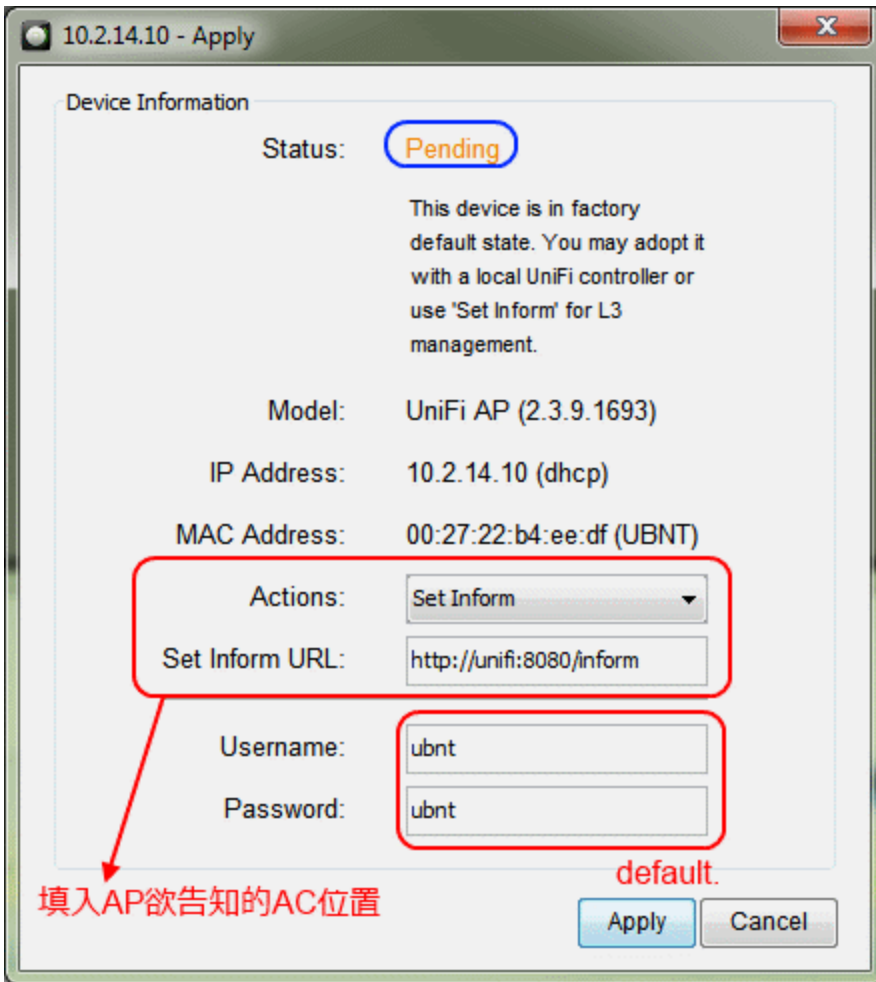 10.2.14.10 - Apply
Device Information
Status: Pending
This device is in factory
default state. You may adopt it
with a local UniFi controller or
use 'Set Inform' for L3
management.
Model: UniFi AP (2.3.9.1693)
IP Address: 10.2.14.10 (dhcp)
MAC Address: 00:27:22:b4:ee:df (UBNT)
Actions: Set Inform
Set Inform URL: http://unifi:8080/inform
Username: ubnt
Password: ubnt
default.
填入AP欲告知的AC位置
Apply Cancel